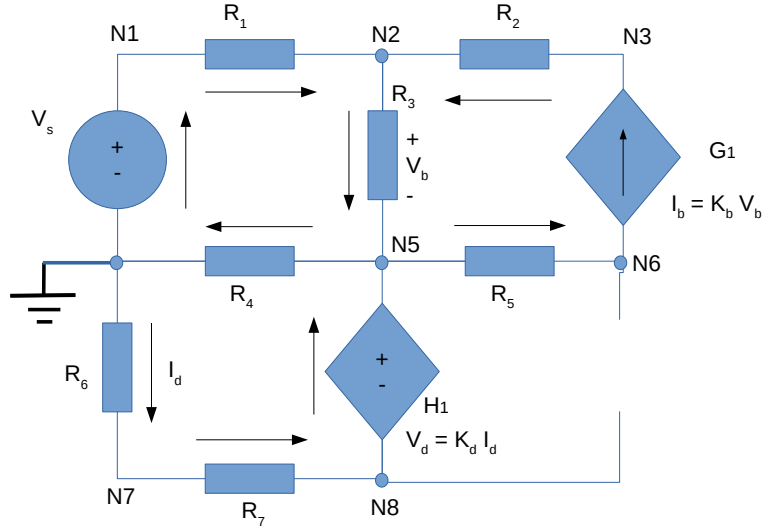 R1
N1
N2
R2
N3
R3
Vs
+
-
+
Vb
-
G1
Ib = Kb Vb
N5
N6
R4
R5
R6
Id
+
-
H1
Vd = Kd Id
N7
R7
N8